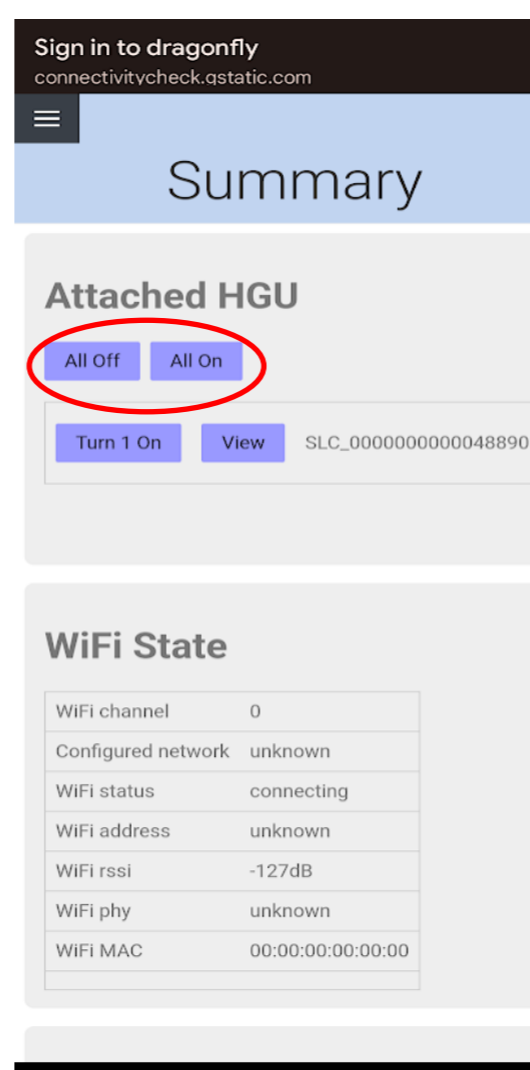 Sign in to dragonfly
connectivitycheck.gstatic.com
Summary
Attached HGU
All Off All On
Turn 1 On View SLC_0000000000048890
WiFi State
WiFi channel 0
Configured network unknown
WiFi status connecting
WiFi address unknown
WiFi rssi -127dB
WiFi phy unknown
WiFi MAC 00:00:00:00:00:00